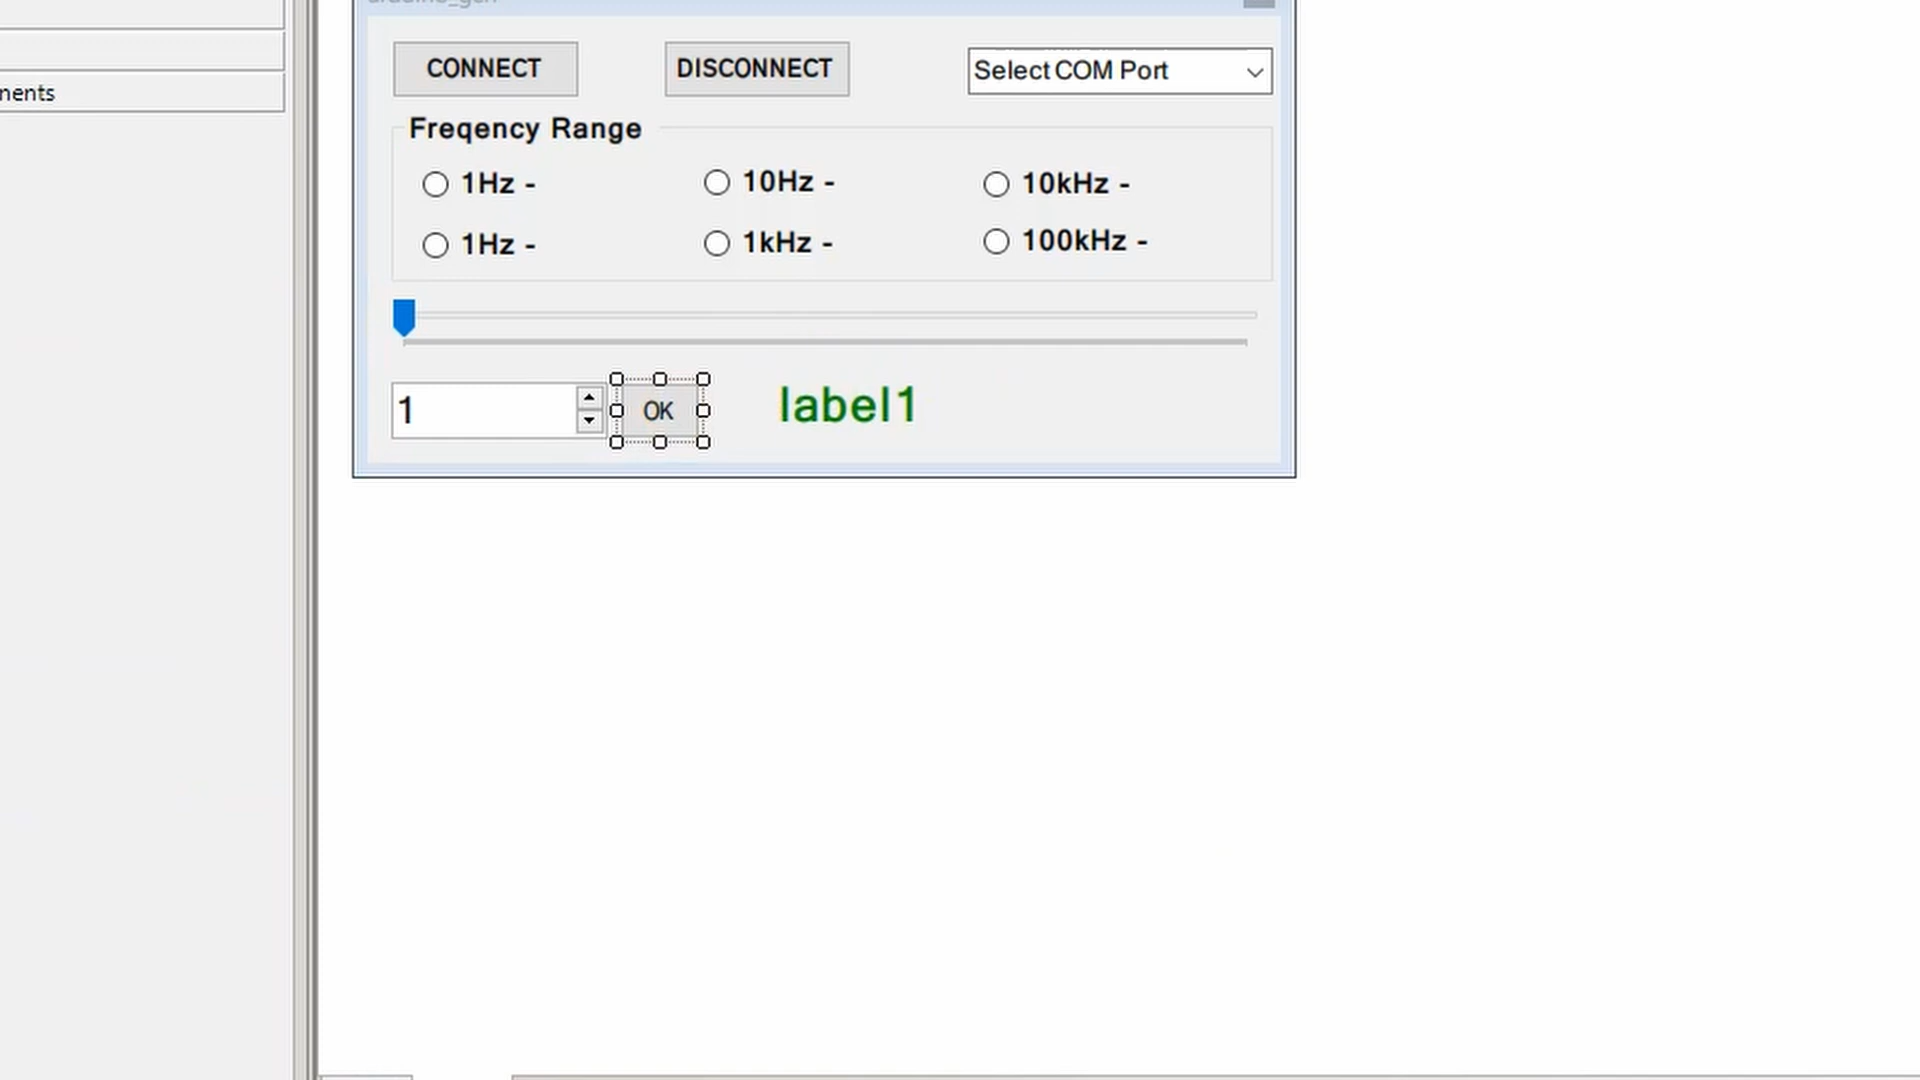 nents
CONNECT DISCONNECT Select COM Port
Freqency Range
1Hz - 10Hz - 10kHz -
1Hz - 1kHz - 100kHz -
1 OK label1